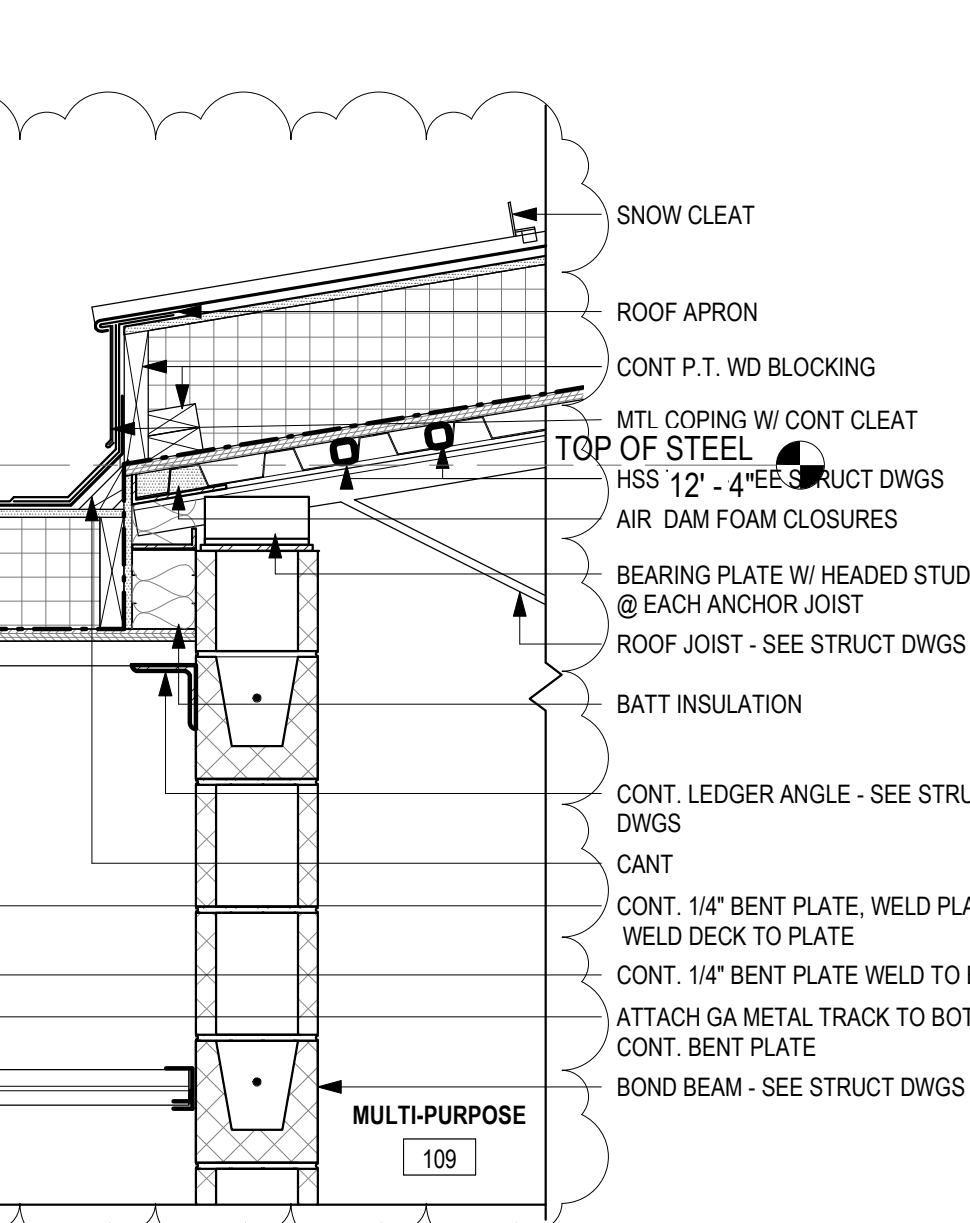 SNOW CLEAT
ROOF APRON
CONT P.T. WD BLOCKING
MTL COPING W/ CONT CLEAT
TOP OF STEEL
12' - 4"
HSS
DWGS
AIR DAM FOAM CLOSURES
BEARING PLATE W/ HEADED STUD
@ EACH ANCHOR JOIST
ROOF JOIST - SEE STRUCT DWGS
BATT INSULATION
CONT. LEDGER ANGLE - SEE STRU
DWGS
CANT
CONT. 1/4" BENT PLATE, WELD PLA
WELD DECK TO PLATE
CONT. 1/4" BENT PLATE WELD TO
ATTACH GA METAL TRACK TO BOT
CONT. BENT PLATE
BOND BEAM - SEE STRUCT DWGS
MULTI-PURPOSE
109